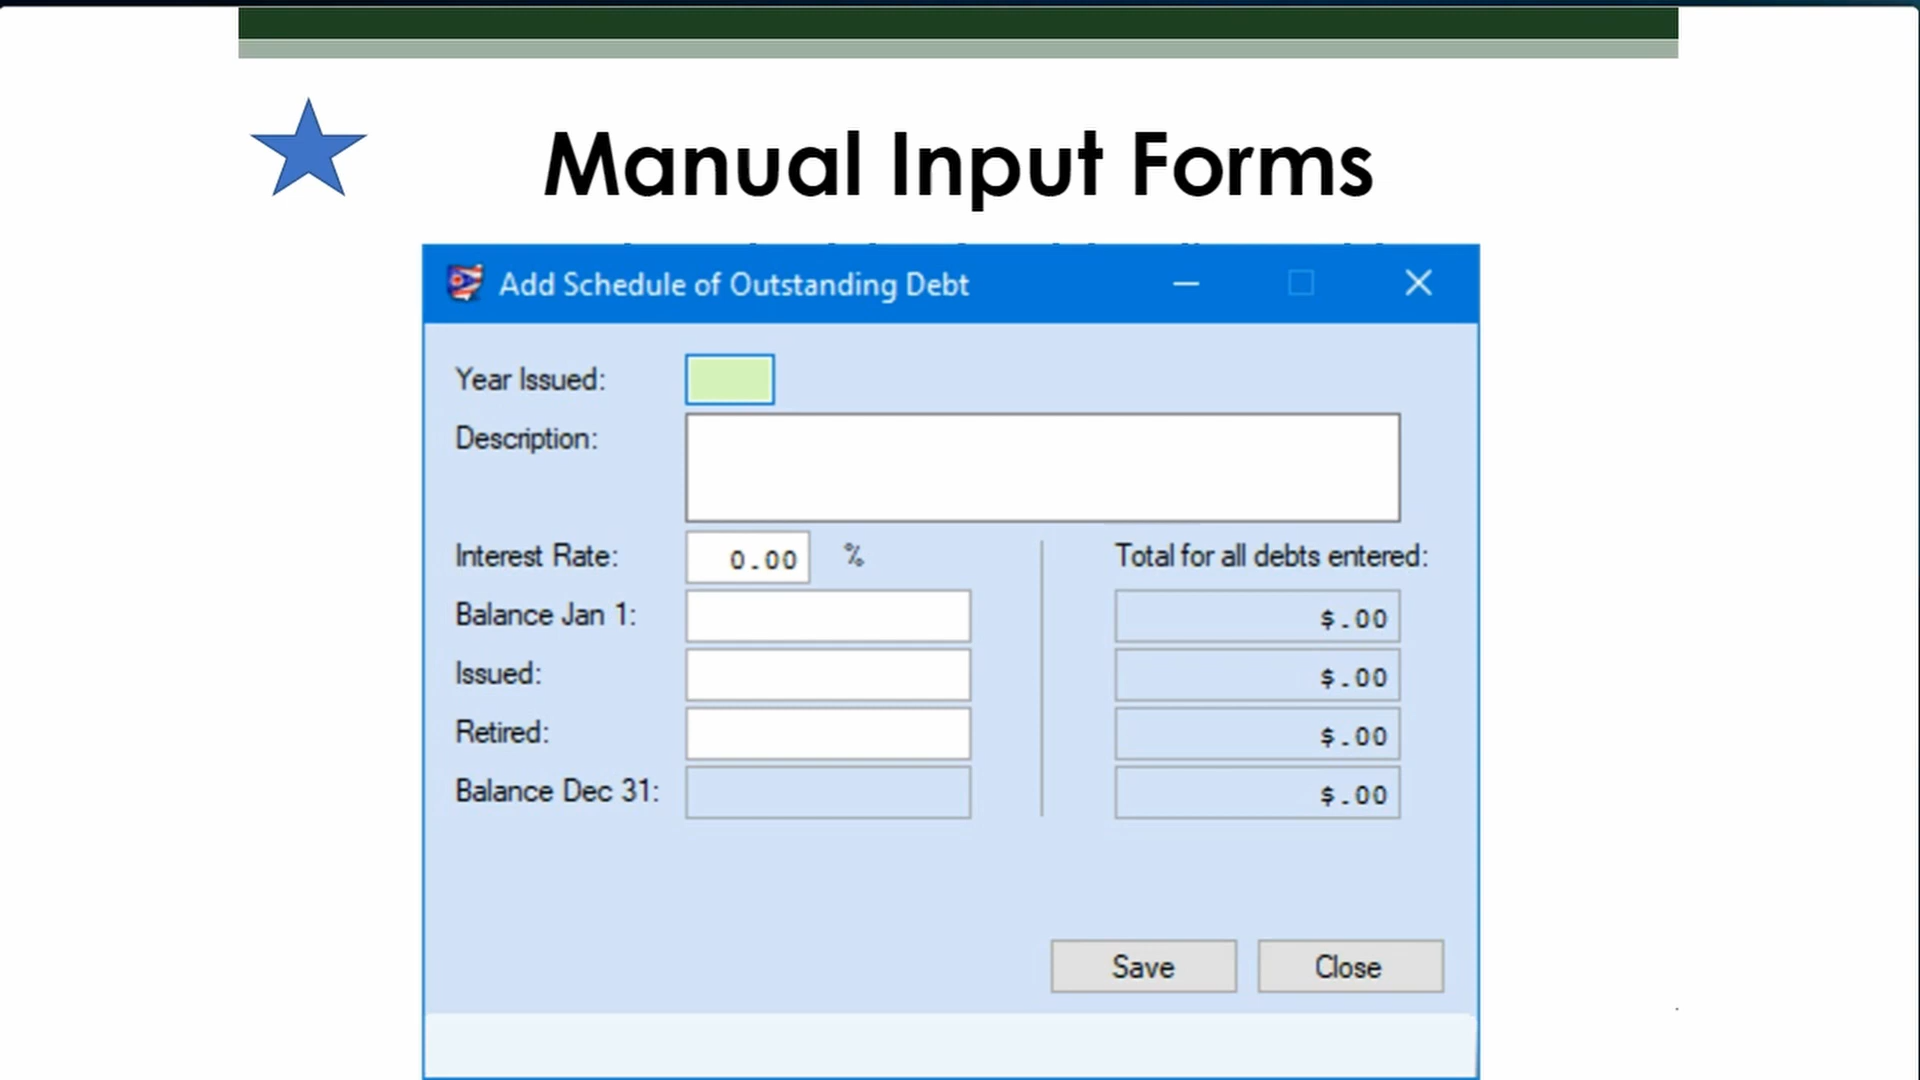 Manual Input Forms
Add Schedule of Outstanding Debt
Year Issued:
Description:
Interest Rate: 0.00 %
Total for all debts entered:
Balance Jan 1: $.00
Issued: $.00
Retired: $.00
Balance Dec 31: $.00
Save Close